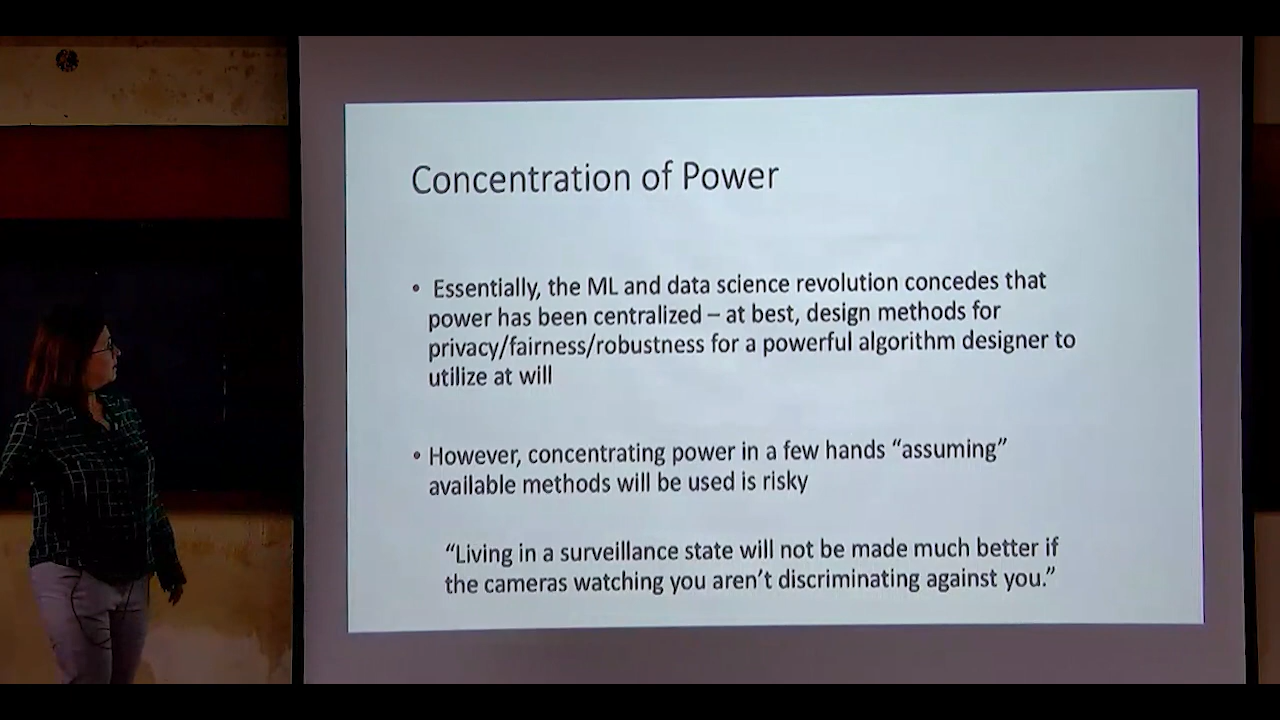 Concentration of Power
• Essentially, the ML and data science revolution concedes that
power has been centralized – at best, design methods for
privacy/fairness/robustness for a powerful algorithm designer to
utilize at will
• However, concentrating power in a few hands “assuming”
available methods will be used is risky
“Living in a surveillance state will not be made much better if
the cameras watching you aren’t discriminating against you.”